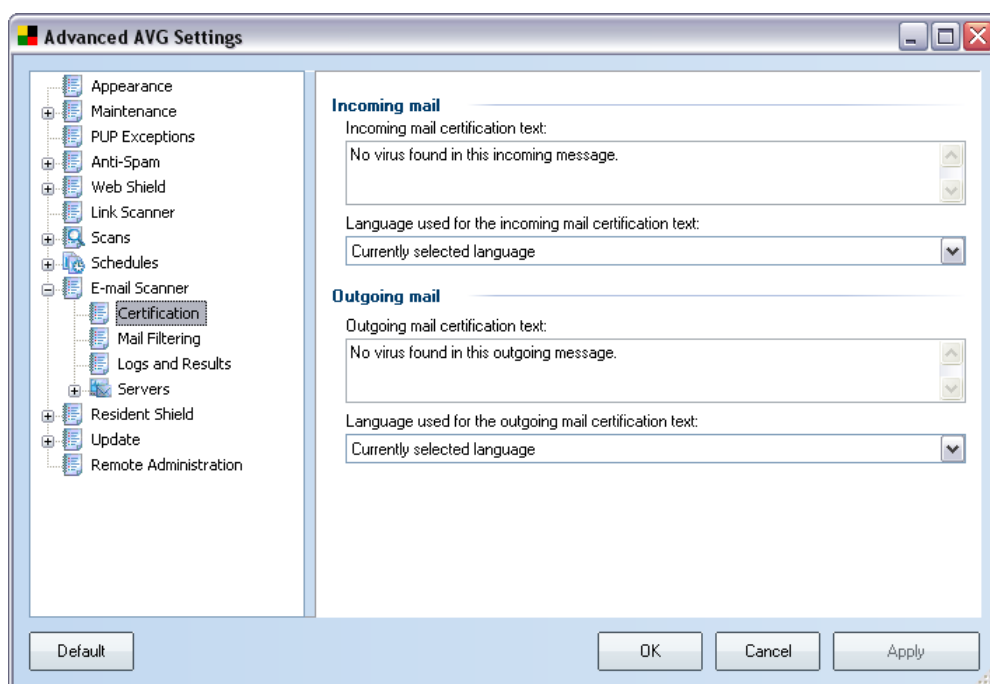 Advanced AVG Settings
Appearance
Maintenance
PUP Exceptions
Anti-Spam
Web Shield
Link Scanner
Scans
Schedules
E-mail Scanner
Certification
Mail Filtering
Logs and Results
Servers
Resident Shield
Update
Remote Administration
Incoming mail
Incoming mail certification text:
No virus found in this incoming message.
Language used for the incoming mail certification text:
Currently selected language
Outgoing mail
Outgoing mail certification text:
No virus found in this outgoing message.
Language used for the outgoing mail certification text:
Currently selected language
Default
OK
Cancel
Apply